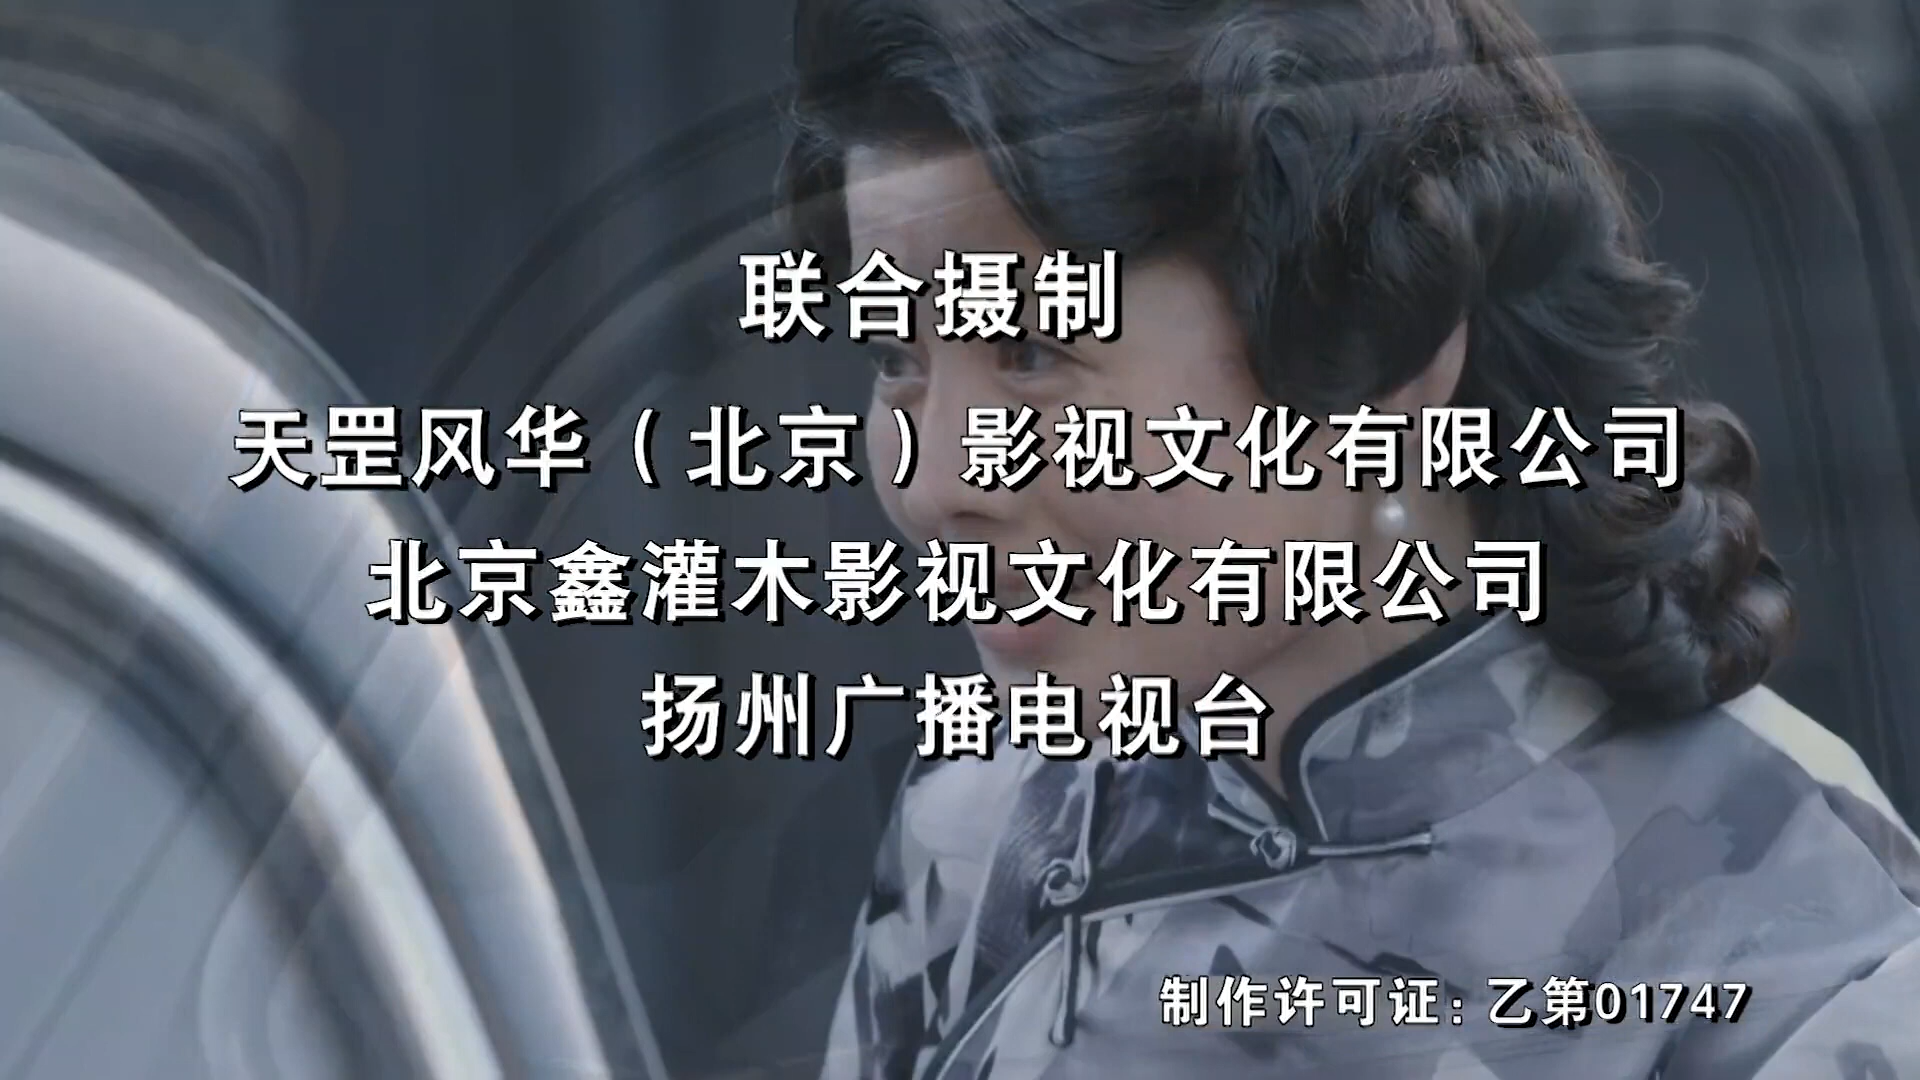 联合摄制
天罡风华（北京）影视文化有限公司
北京鑫灌木影视文化有限公司
扬州广播电视台
制作许可证：乙第01747